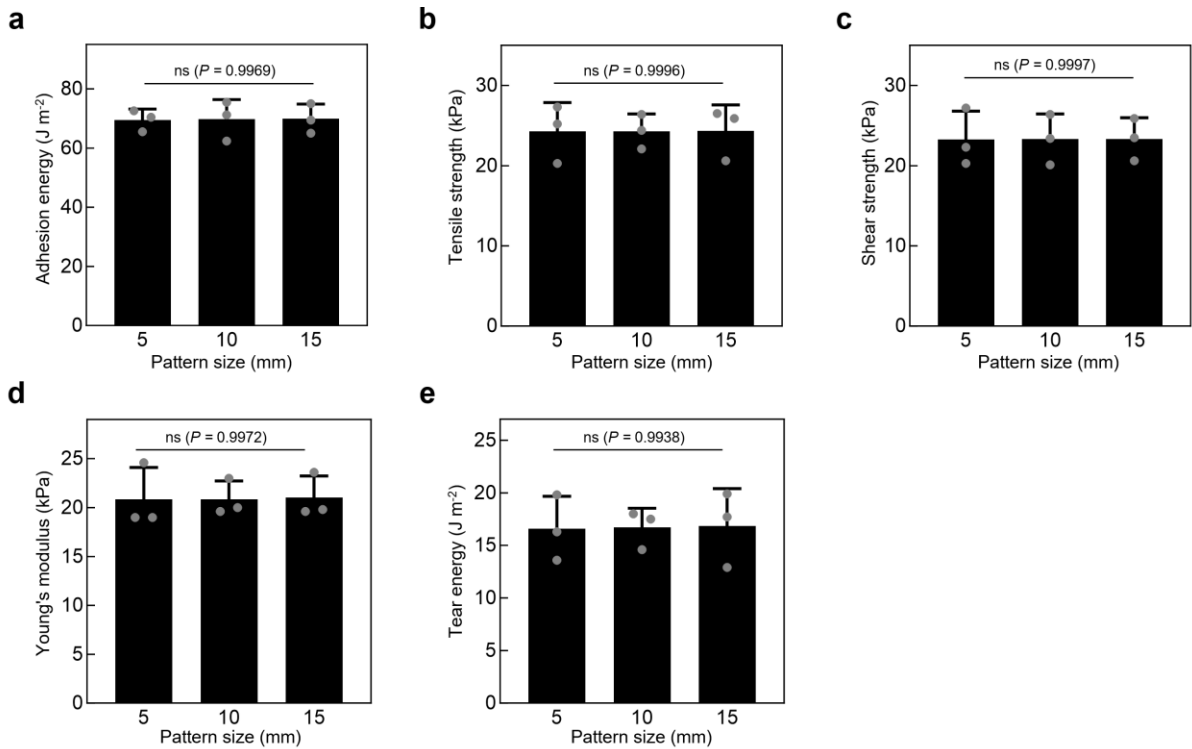 a
ns (P = 0.9969)
Adhesion energy (J m⁻²)
80
60
40
20
0
5 10 15
Pattern size (mm)
b
ns (P = 0.9996)
Tensile strength (kPa)
30
20
10
0
5 10 15
Pattern size (mm)
c
ns (P = 0.9997)
Shear strength (kPa)
30
20
10
0
5 10 15
Pattern size (mm)
d
ns (P = 0.9972)
Young's modulus (kPa)
25
20
15
10
5
0
5 10 15
Pattern size (mm)
e
ns (P = 0.9938)
Tear energy (J m⁻²)
25
20
15
10
5
0
5 10 15
Pattern size (mm)